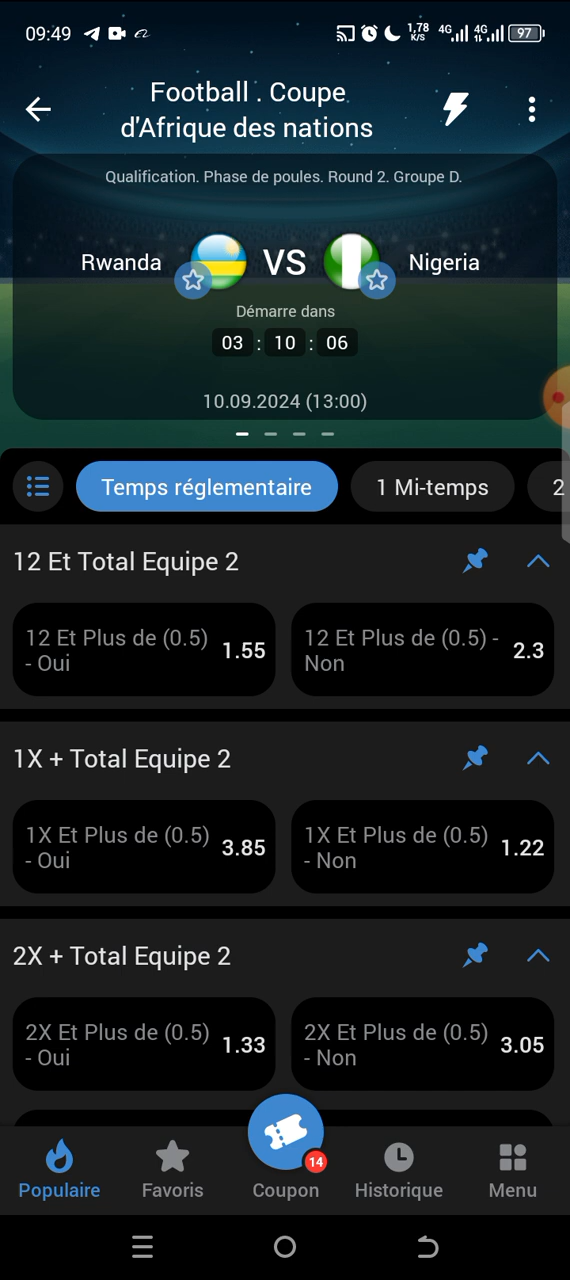 09:49
1,78
K/S
4G
4G
97
Football . Coupe
d'Afrique des nations
Qualification. Phase de poules. Round 2. Groupe D.
Rwanda VS Nigeria
Démarre dans
03 : 10 : 06
10.09.2024 (13:00)
Temps réglementaire
1 Mi-temps
2
12 Et Total Equipe 2
12 Et Plus de (0.5)
- Oui
1.55
12 Et Plus de (0.5) -
Non
2.3
1X + Total Equipe 2
1X Et Plus de (0.5)
- Oui
3.85
1X Et Plus de (0.5)
- Non
1.22
2X + Total Equipe 2
2X Et Plus de (0.5)
- Oui
1.33
2X Et Plus de (0.5)
- Non
3.05
14
Populaire
Favoris
Coupon
Historique
Menu